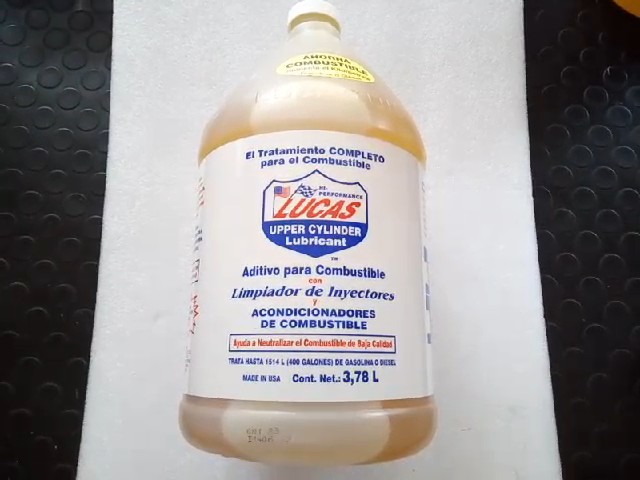 AHORRA
COMBUSTIBLE
El Tratamiento COMPLETO
para el Combustible
HI-
PERFORMANCE
LUCAS
UPPER CYLINDER
Lubricant
TM
Aditivo para Combustible
con
Limpiador de Inyectores
y
ACONDICIONADORES
DE COMBUSTIBLE
Ayuda a Neutralizar el Combustible de Baja Calidad
TRATA HASTA 1514 L (400 GALONES) DE GASOLINA O DIESEL
MADE IN USA Cont. Net.: 3,78 L